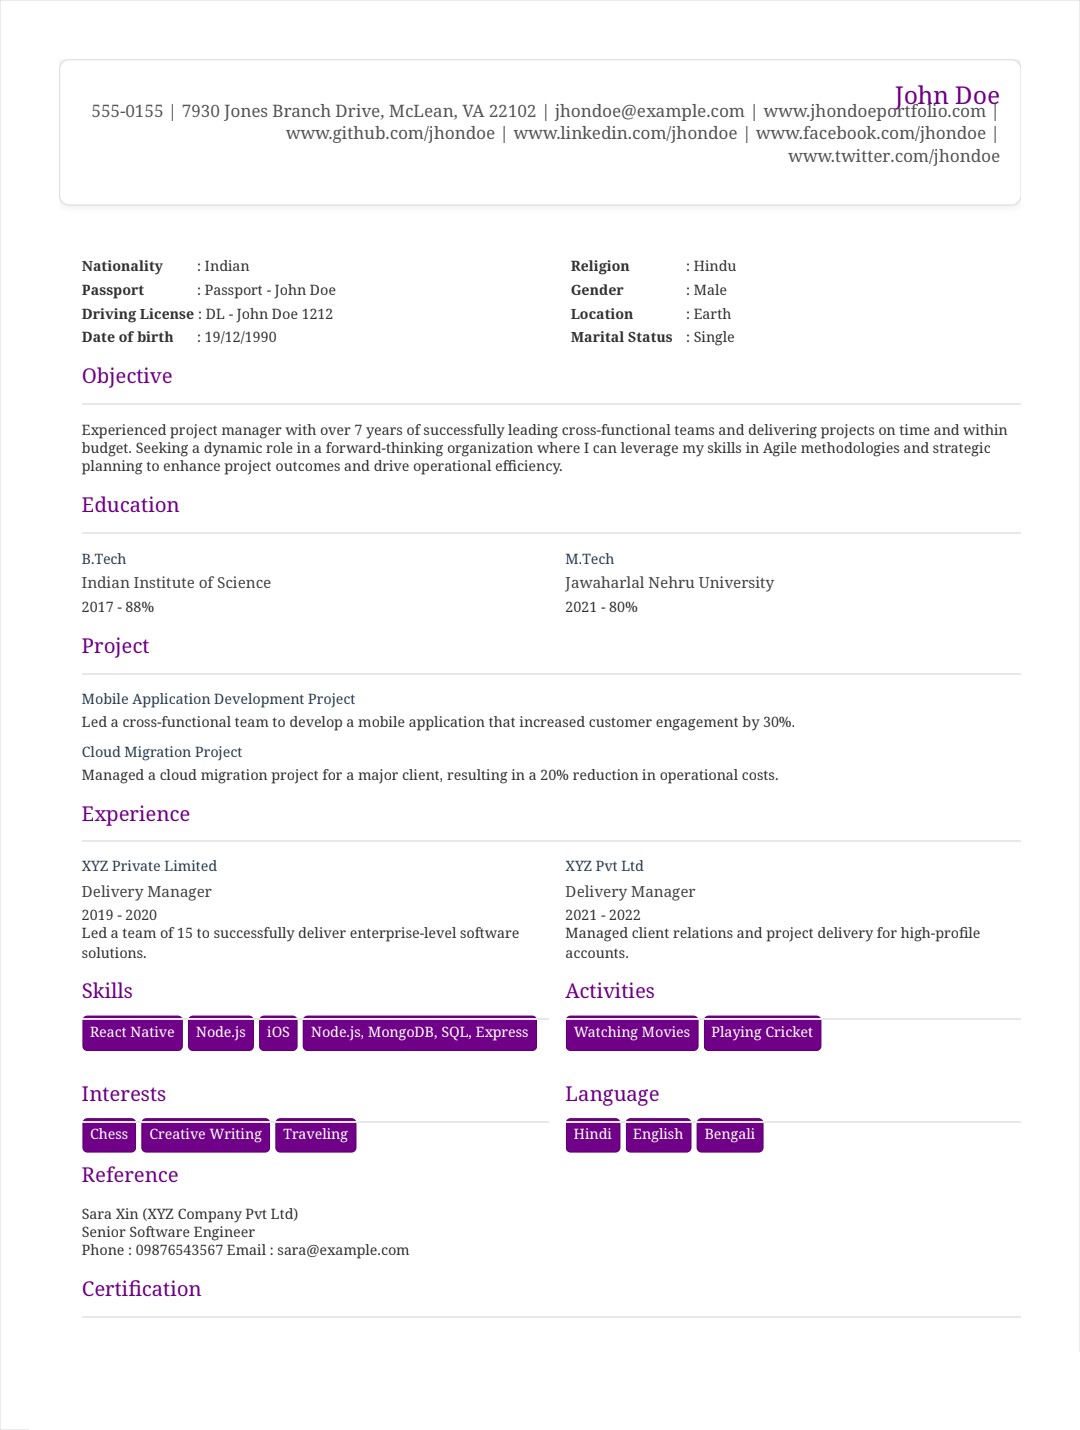 John Doe
555-0155 | 7930 Jones Branch Drive, McLean, VA 22102 | jhondoe@example.com | www.jhondoeportfolio.com |
www.github.com/jhondoe | www.linkedin.com/jhondoe | www.facebook.com/jhondoe |
www.twitter.com/jhondoe
Nationality : Indian
Passport : Passport - John Doe
Driving License : DL - John Doe 1212
Date of birth : 19/12/1990
Religion : Hindu
Gender : Male
Location : Earth
Marital Status : Single
Objective
Experienced project manager with over 7 years of successfully leading cross-functional teams and delivering projects on time and within
budget. Seeking a dynamic role in a forward-thinking organization where I can leverage my skills in Agile methodologies and strategic
planning to enhance project outcomes and drive operational efficiency.
Education
B.Tech
Indian Institute of Science
2017 - 88%
M.Tech
Jawaharlal Nehru University
2021 - 80%
Project
Mobile Application Development Project
Led a cross-functional team to develop a mobile application that increased customer engagement by 30%.
Cloud Migration Project
Managed a cloud migration project for a major client, resulting in a 20% reduction in operational costs.
Experience
XYZ Private Limited
Delivery Manager
2019 - 2020
Led a team of 15 to successfully deliver enterprise-level software
solutions.
XYZ Pvt Ltd
Delivery Manager
2021 - 2022
Managed client relations and project delivery for high-profile
accounts.
Skills
React Native Node.js iOS Node.js, MongoDB, SQL, Express
Activities
Watching Movies Playing Cricket
Interests
Chess Creative Writing Traveling
Language
Hindi English Bengali
Reference
Sara Xin (XYZ Company Pvt Ltd)
Senior Software Engineer
Phone : 09876543567 Email : sara@example.com
Certification